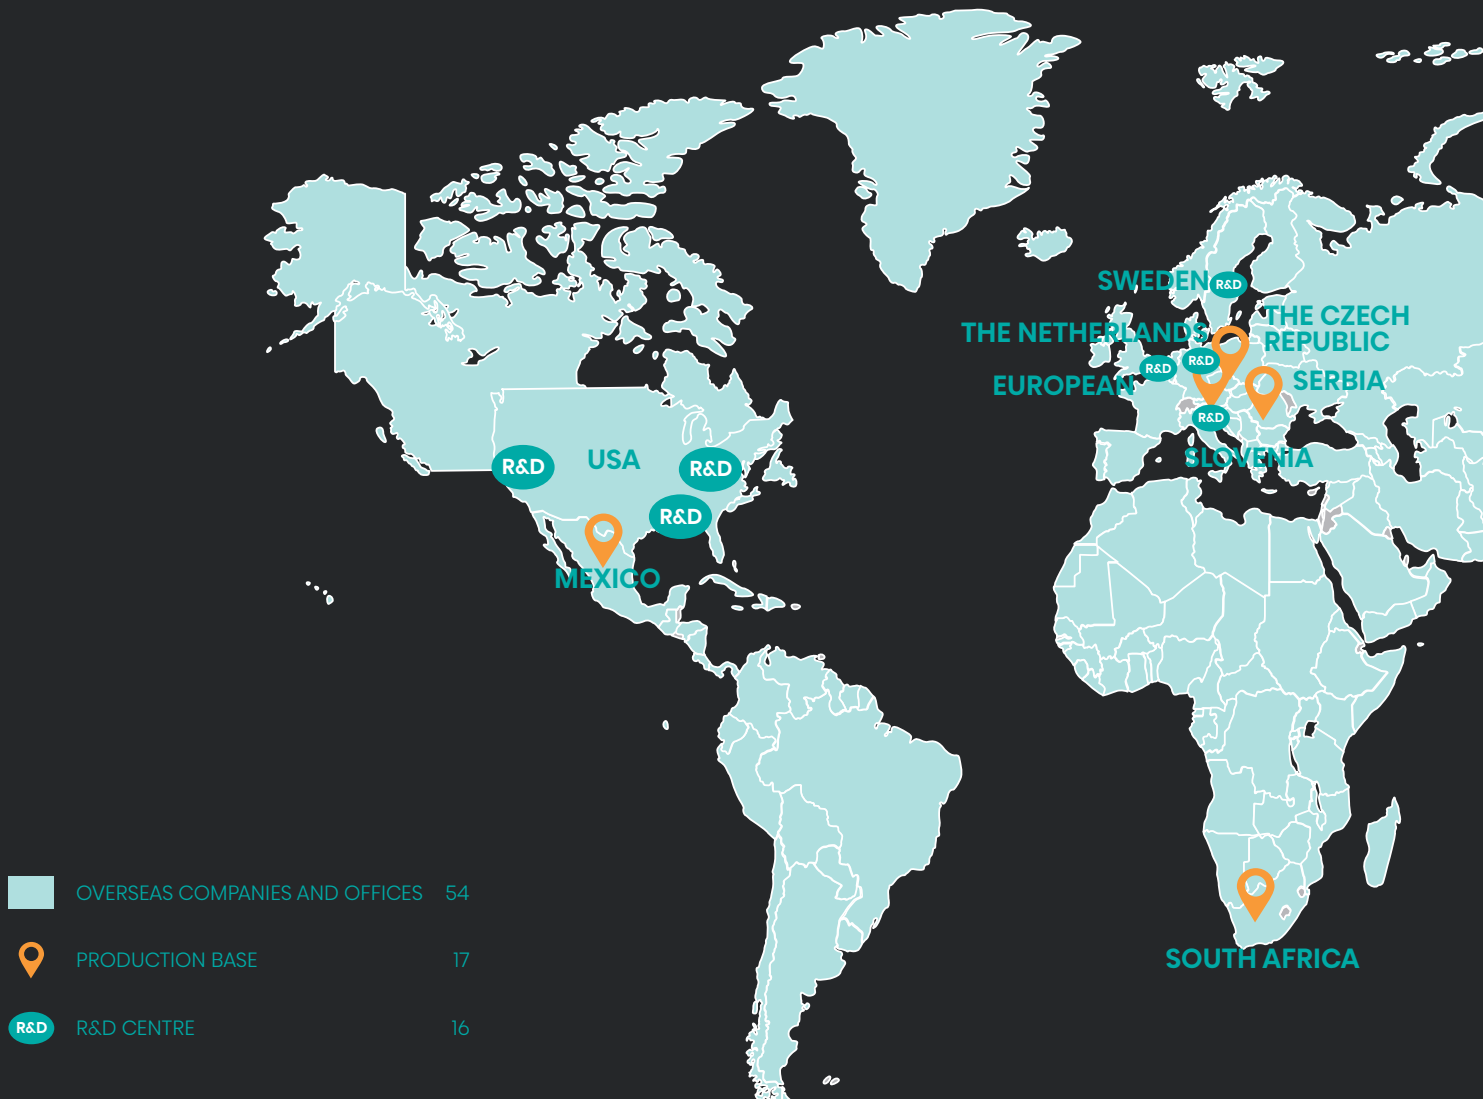 SWEDEN R&D
THE CZECH
REPUBLIC
THE NETHERLANDS
R&D
EUROPEAN R&D
SERBIA
R&D
SLOVENIA
R&D USA R&D
R&D
MEXICO
OVERSEAS COMPANIES AND OFFICES 54
SOUTH AFRICA
PRODUCTION BASE 17
R&D R&D CENTRE 16